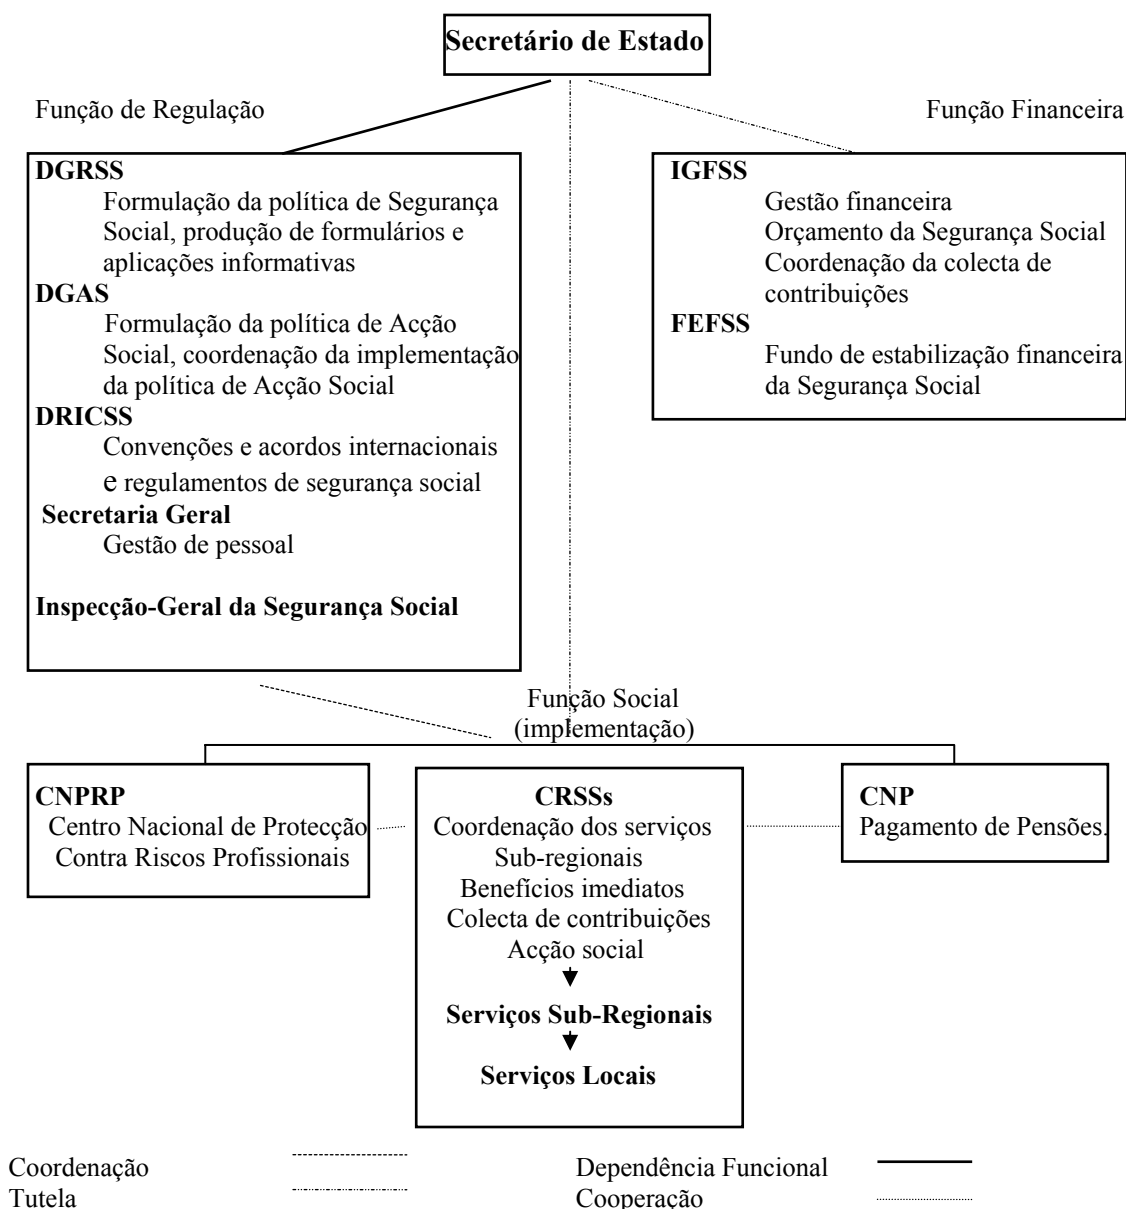 Secretário de Estado
Função de Regulação
Função Financeira
DGRSS
Formulação da política de Segurança
Social, produção de formulários e
aplicações informativas
DGAS
Formulação da política de Acção
Social, coordenação da implementação
da política de Acção Social
DRICSS
Convenções e acordos internacionais
e regulamentos de segurança social
Secretaria Geral
Gestão de pessoal
Inspecção-Geral da Segurança Social
IGFSS
Gestão financeira
Orçamento da Segurança Social
Coordenação da colecta de
contribuições
FEFSS
Fundo de estabilização financeira
da Segurança Social
Função Social
(implementação)
CNPRP
Centro Nacional de Protecção
Contra Riscos Profissionais
CRSSs
Coordenação dos serviços
Sub-regionais
Benefícios imediatos
Colecta de contribuições
Acção social
Serviços Sub-Regionais
Serviços Locais
CNP
Pagamento de Pensões.
Coordenação
Tutela
Dependência Funcional
Cooperação